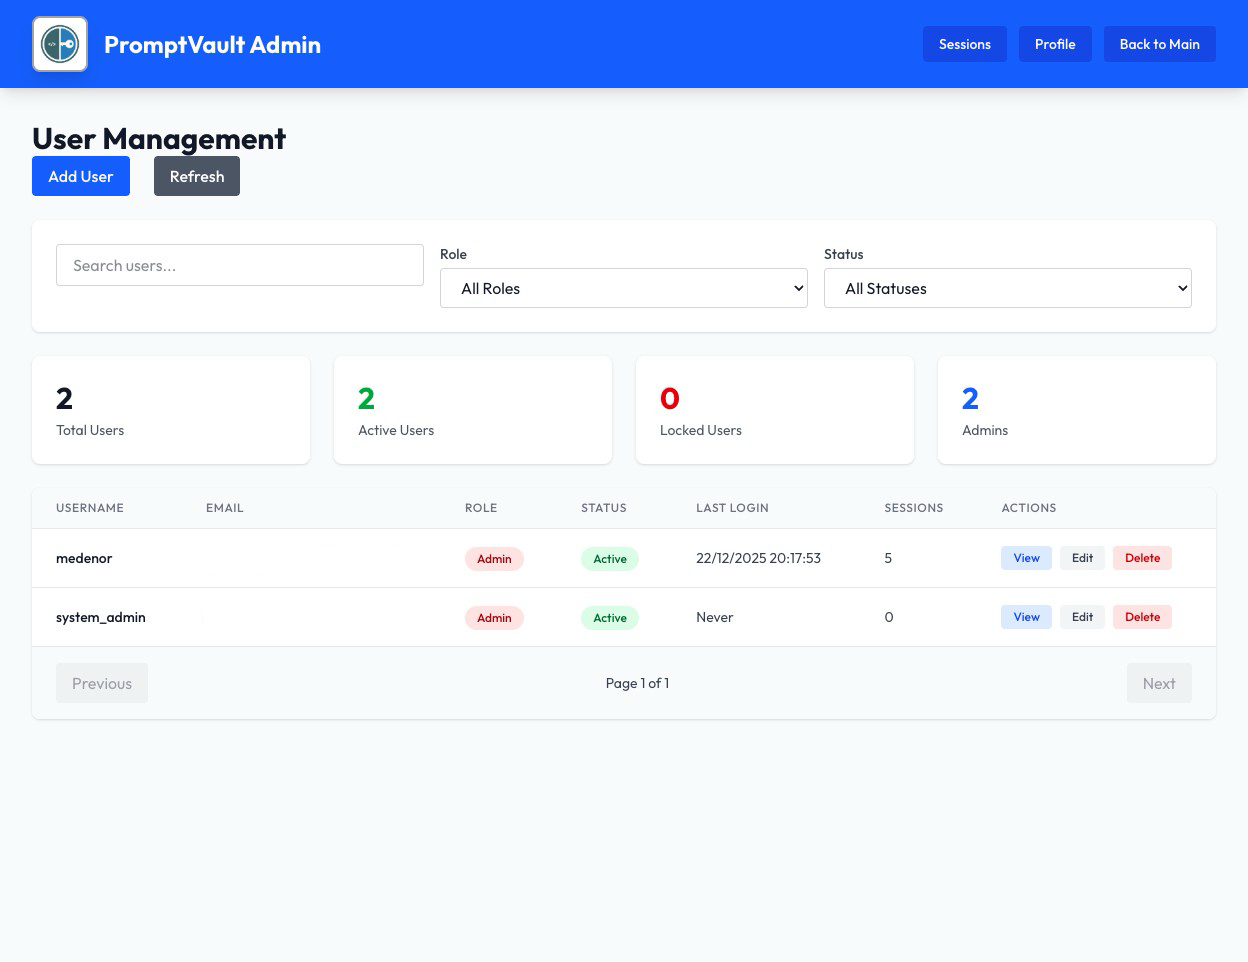 PromptVault Admin
Sessions
Profile
Back to Main
User Management
Add User
Refresh
Search users...
Role
All Roles
Status
All Statuses
2
Total Users
2
Active Users
0
Locked Users
2
Admins
USERNAME EMAIL ROLE STATUS LAST LOGIN SESSIONS ACTIONS
medenor Admin Active 22/12/2025 20:17:53 5 View Edit Delete
system_admin Admin Active Never 0 View Edit Delete
Previous Page 1 of 1 Next